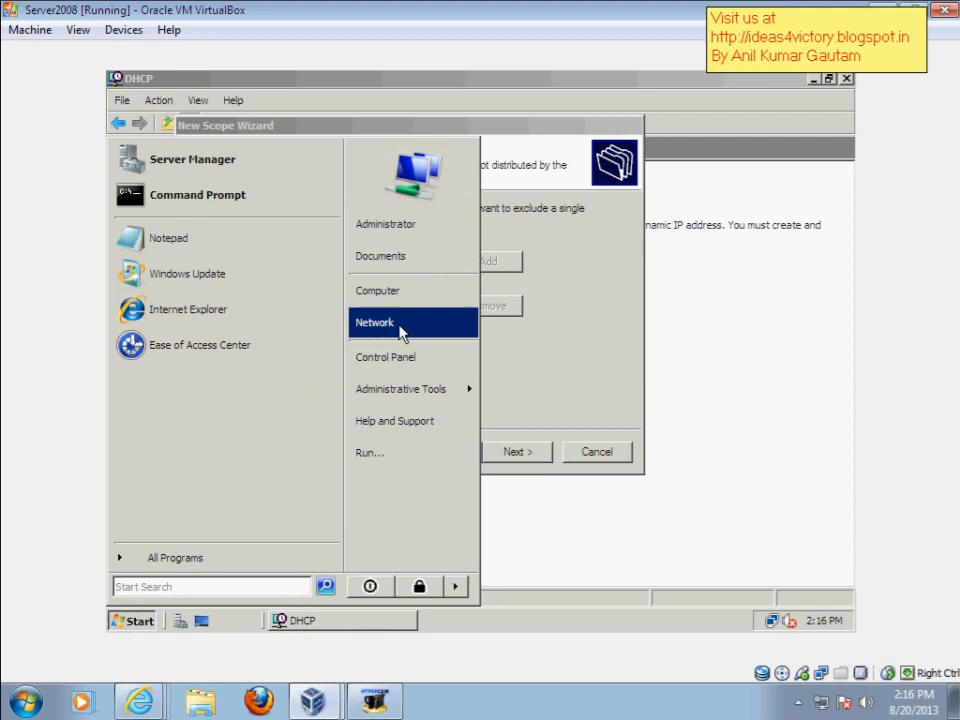 Server2008 [Running] - Oracle VM VirtualBox
Machine View Devices Help
Visit us at
http://ideas4victory.blogspot.in
By Anil Kumar Gautam
DHCP
File Action View Help
New Scope Wizard
Server Manager
Command Prompt
Notepad
Windows Update
Internet Explorer
Ease of Access Center
All Programs
Start Search
Administrator
Documents
Computer
Network
Control Panel
Administrative Tools
Help and Support
Run...
ot distributed by the
want to exclude a single
Add
move
Next > Cancel
namic IP address. You must create and
Start DHCP 2:16 PM
Right Ctrl
2:16 PM
8/20/2013